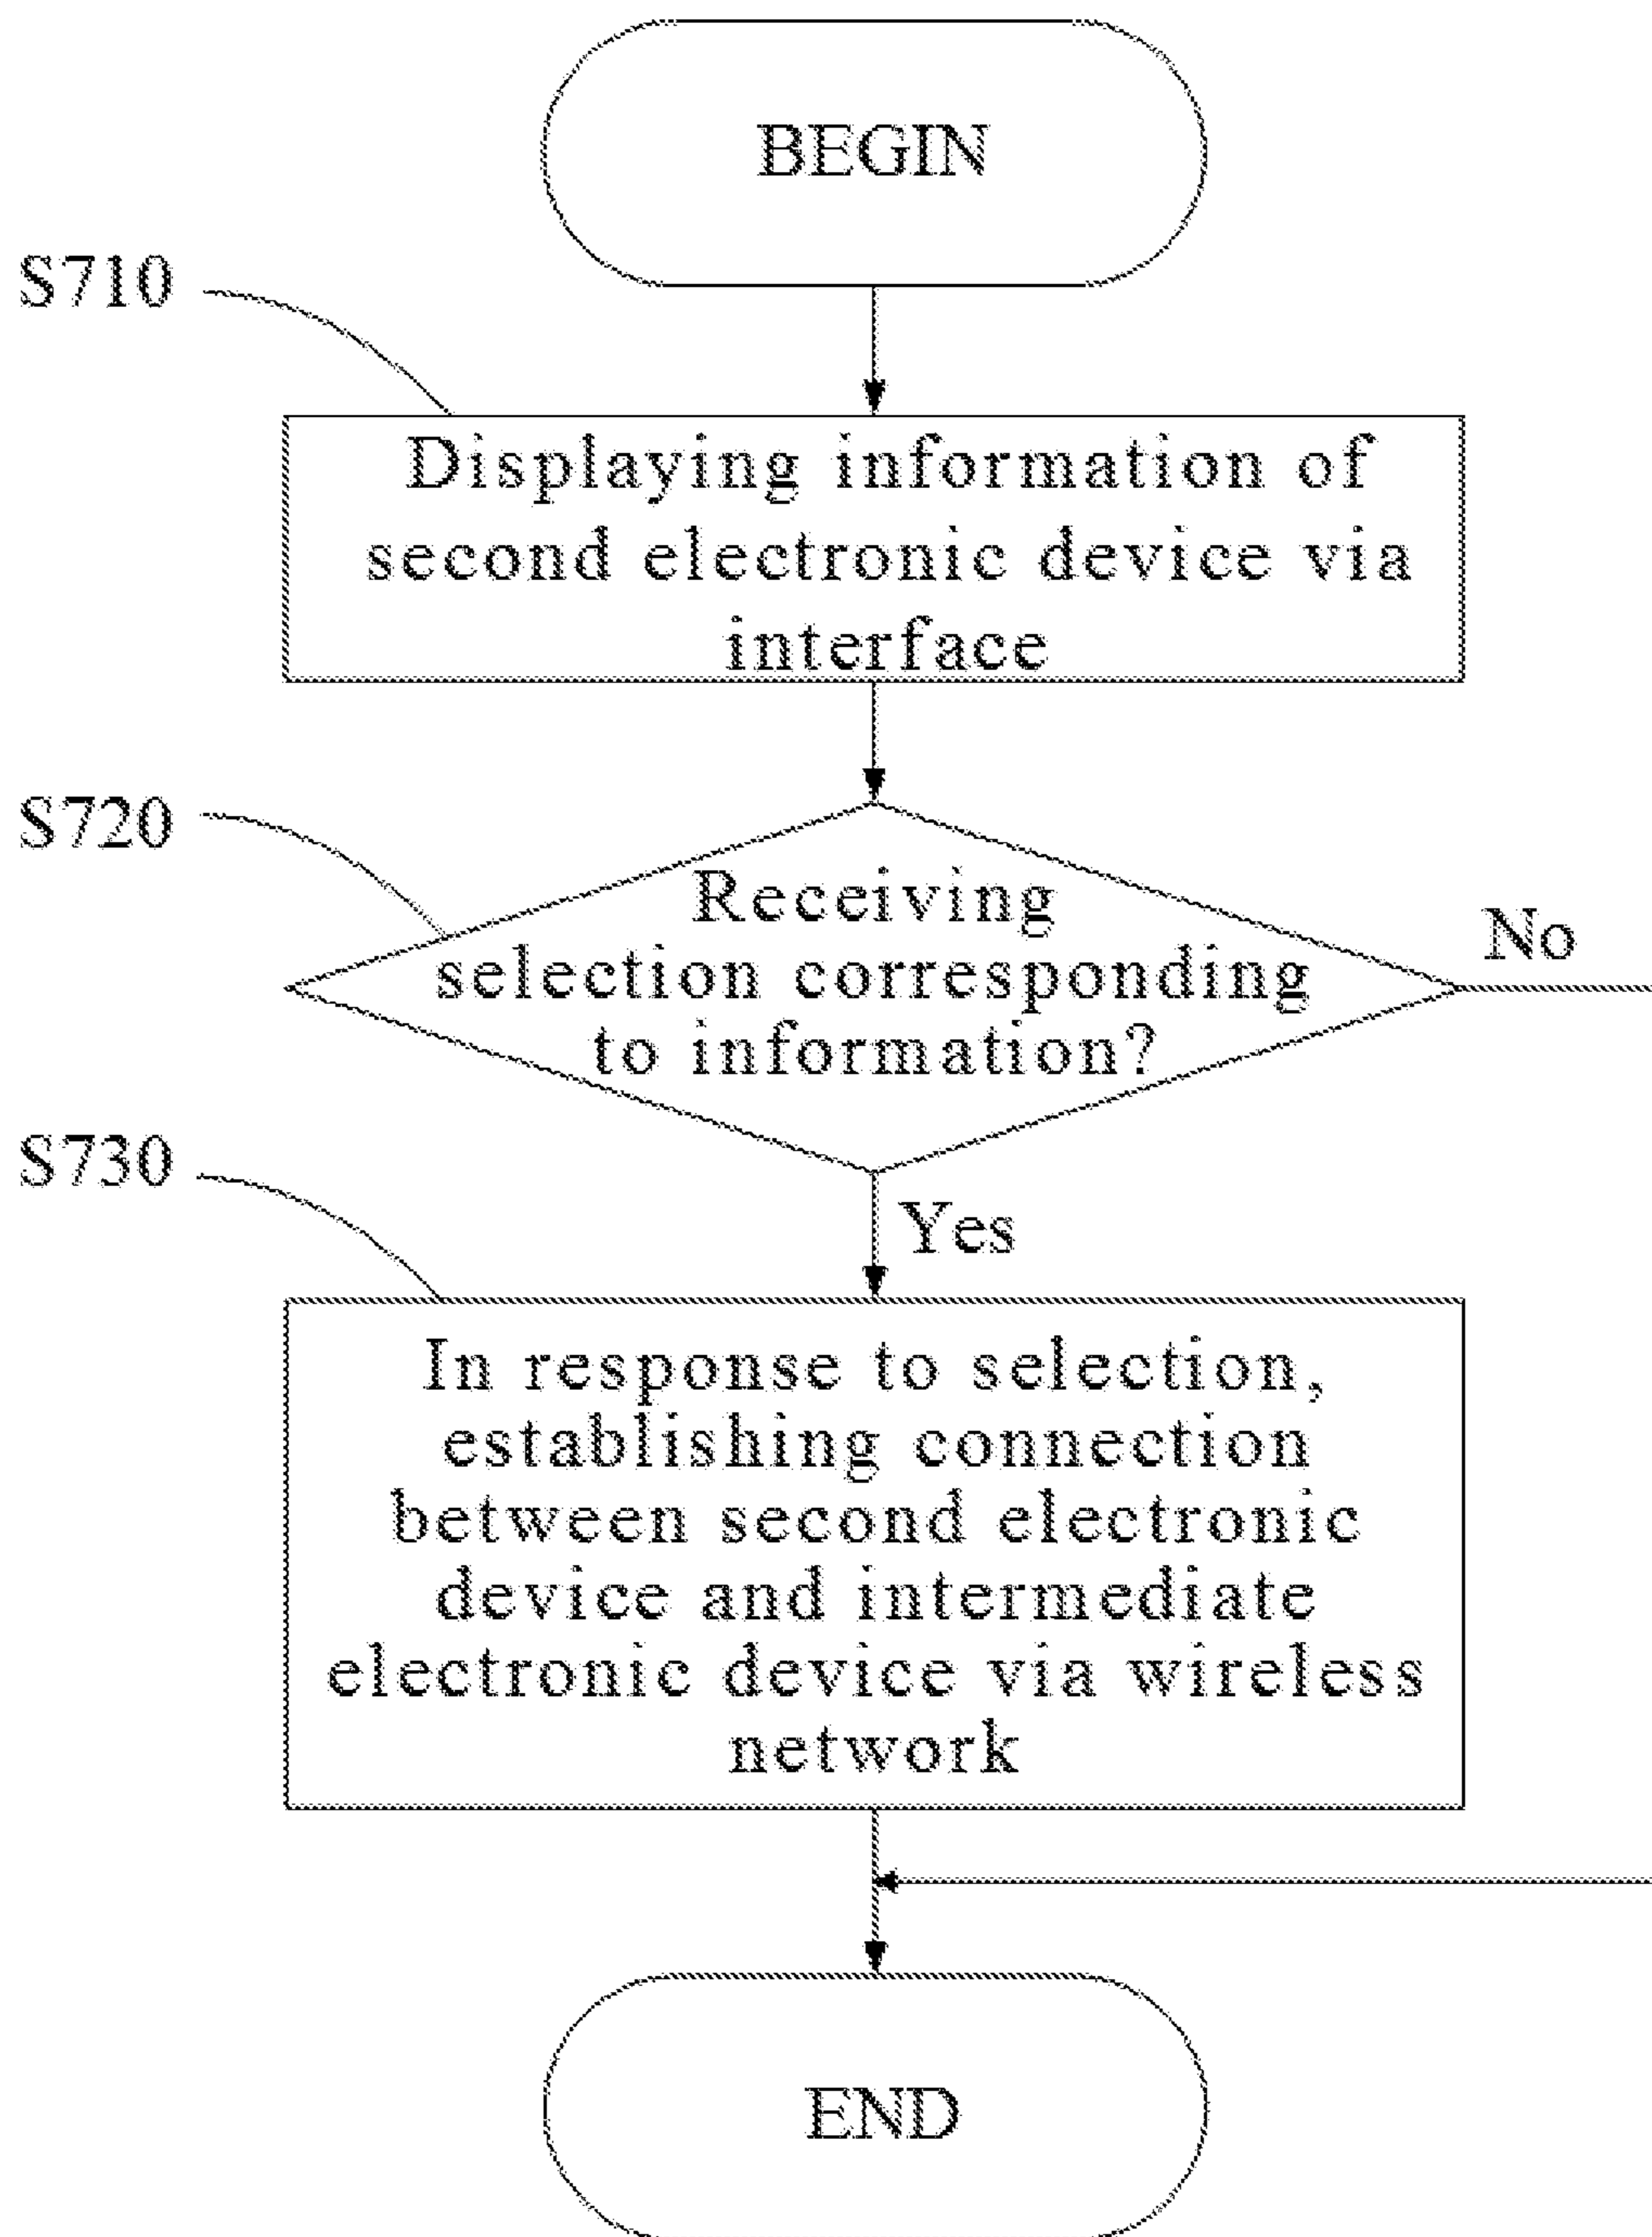 BEGIN
S710
Displaying information of
second electronic device via
interface
S720
Receiving
selection corresponding
to information?
No
S730
Yes
In response to selection,
establishing connection
between second electronic
device and intermediate
electronic device via wireless
network
END